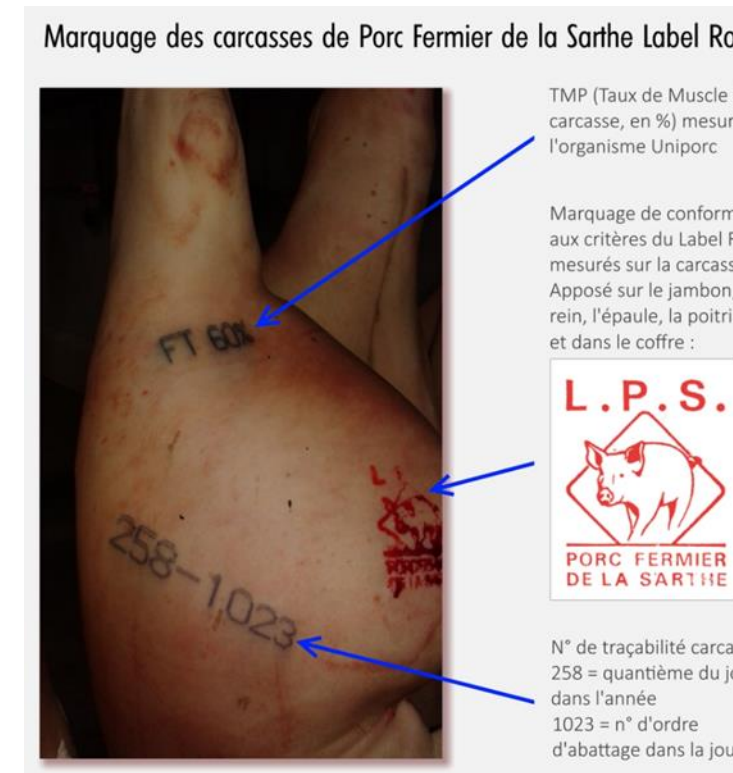 Marquage des carcasses de Porc Fermier de la Sarthe Label Ro
TMP (Taux de Muscle
carcasse, en %) mesur
l'organisme Uniporc
Marquage de conform
aux critères du Label R
mesurés sur la carcass
Apposé sur le jambon,
rein, l'épaule, la poitri
et dans le coffre :
FT 60%
L.P.S.
PORC FERMIER
DE LA SARTHE
258-1023
N° de traçabilité carca
258 = quantième du jo
dans l'année
1023 = n° d'ordre
d'abattage dans la jou